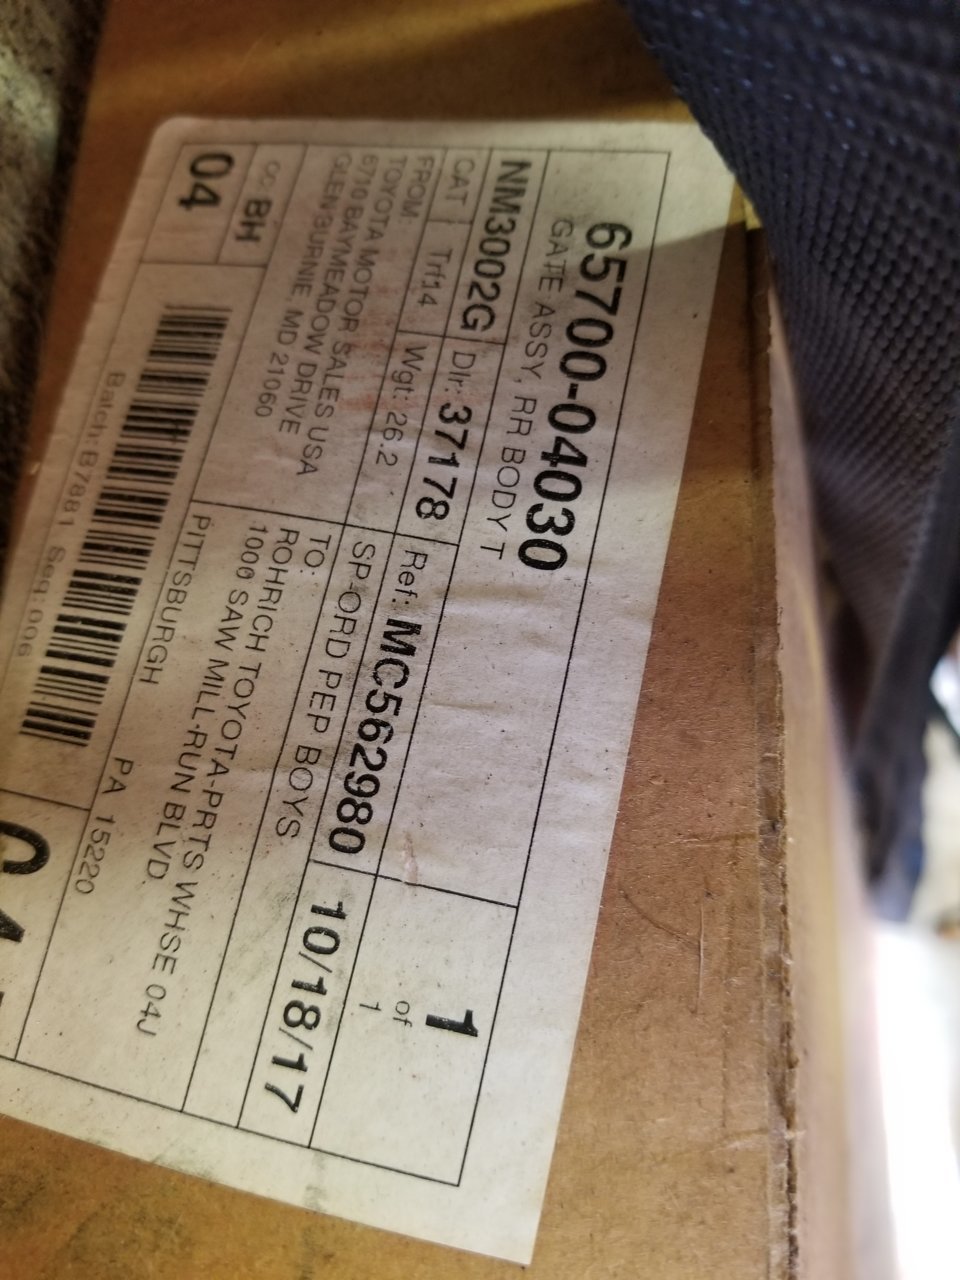 65700-04030
GATE ASSY, RR BODY T
NM3002G Dlr: 37178 Ref: MC562980
1 of 1
CAT Trf14 Wgt: 26.2 SP-ORD PEP BOYS 10/18/17
FROM:
TOYOTA MOTOR SALES USA
6710 BAYMEADOW DRIVE
GLEN BURNIE, MD 21060
TO:
ROHRICH TOYOTA-PRTS WHSE 04J
1000 SAW MILL-RUN BLVD.
PITTSBURGH PA 15220
CC: BH
04
Batch: B7881 Seq: 006